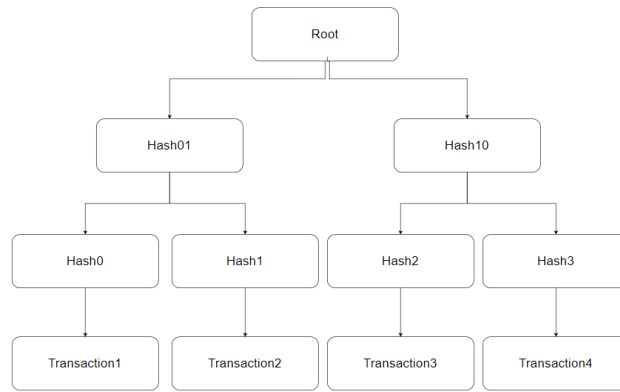 Root
Hash01
Hash10
Hash0
Hash1
Hash2
Hash3
Transaction1
Transaction2
Transaction3
Transaction4